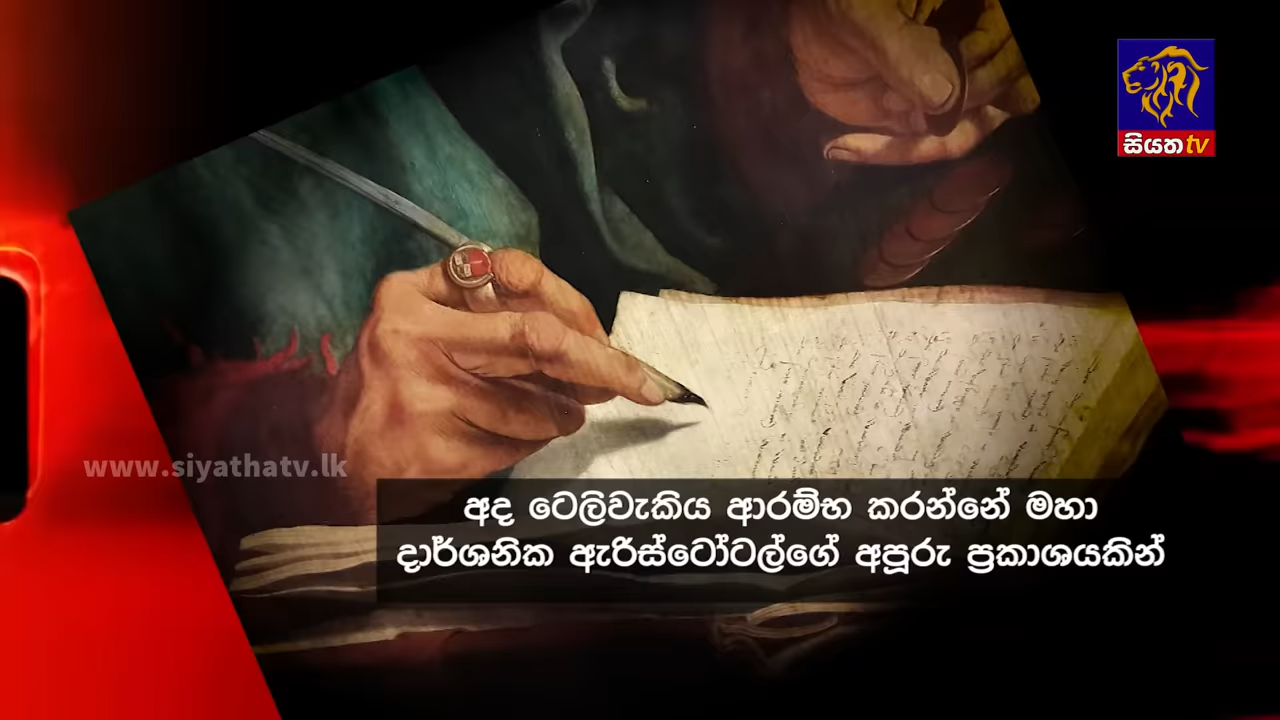 සියත tv
www.siyathatv.lk
අද ටෙලිවැකිය ආරම්භ කරන්නේ මහා
දාර්ශනික ඇරිස්ටෝටල්ගේ අපූරු ප්‍රකාශයකින්